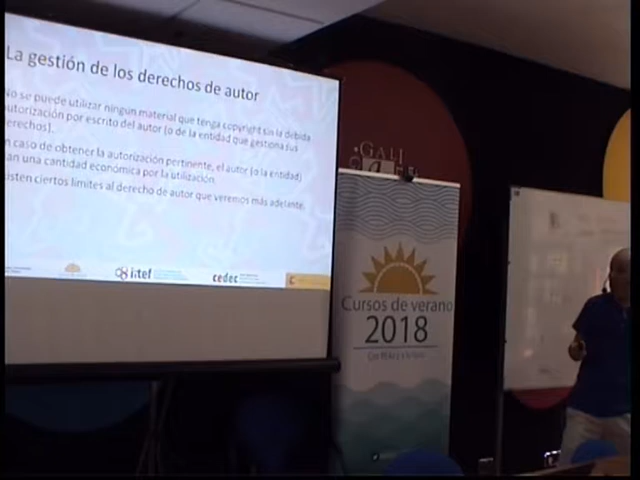 La gestión de los derechos de autor
No se puede utilizar ningún material que tenga copyright sin la debida
autorización por escrito del autor (o de la entidad que gestiona sus
derechos).
n caso de obtener la autorización pertinente, el autor (o la entidad)
an una cantidad económica por la utilización.
isten ciertos límites al derecho de autor que veremos más adelante.
intef
cedec
GALI
Cursos de verano
2018